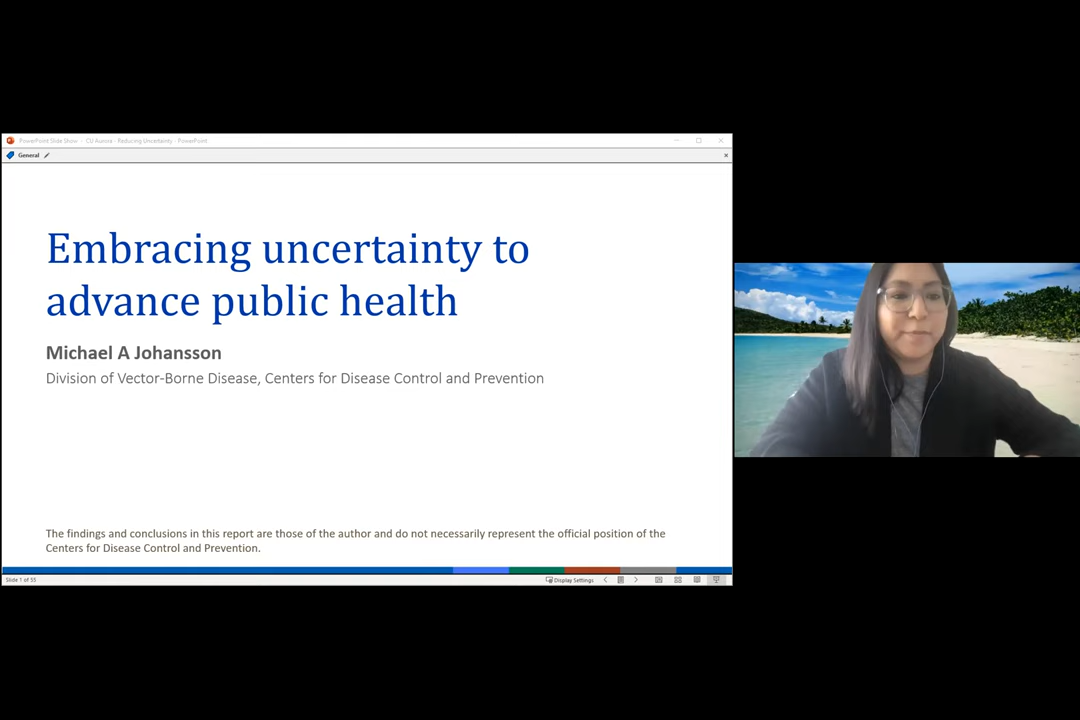 PowerPoint Slide Show - CU Aurora - Reducing Uncertainty - PowerPoint
General
Embracing uncertainty to
advance public health
Michael A Johansson
Division of Vector-Borne Disease, Centers for Disease Control and Prevention
The findings and conclusions in this report are those of the author and do not necessarily represent the official position of the
Centers for Disease Control and Prevention.
Slide 1 of 55
Display Settings